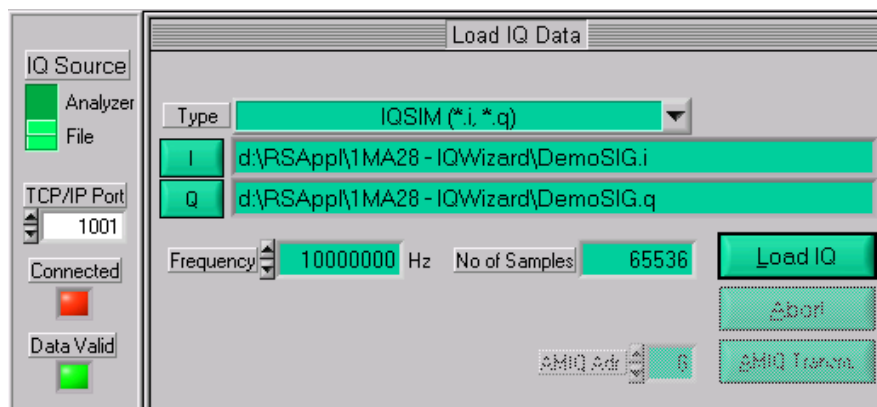 Load IQ Data
IQ Source
Analyzer
File
Type IQSIM (*.i, *.q)
I d:\RSAppl\1MA28 - IQWizard\DemoSIG.i
Q d:\RSAppl\1MA28 - IQWizard\DemoSIG.q
TCP/IP Port
1001
Frequency 10000000 Hz No of Samples 65536 Load IQ
Connected
Abort
Data Valid
AMIQ Adr 6 AMIQ Transm.